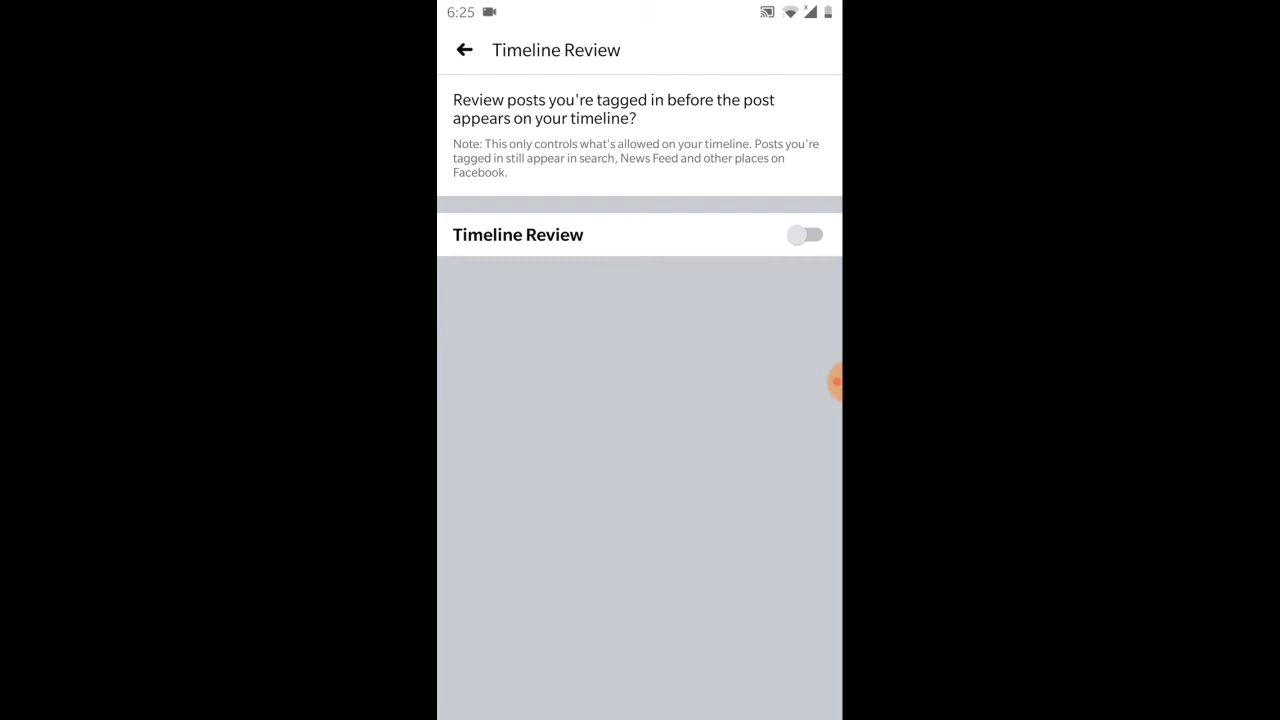 6:25
Timeline Review
Review posts you're tagged in before the post
appears on your timeline?
Note: This only controls what's allowed on your timeline. Posts you're
tagged in still appear in search, News Feed and other places on
Facebook.
Timeline Review